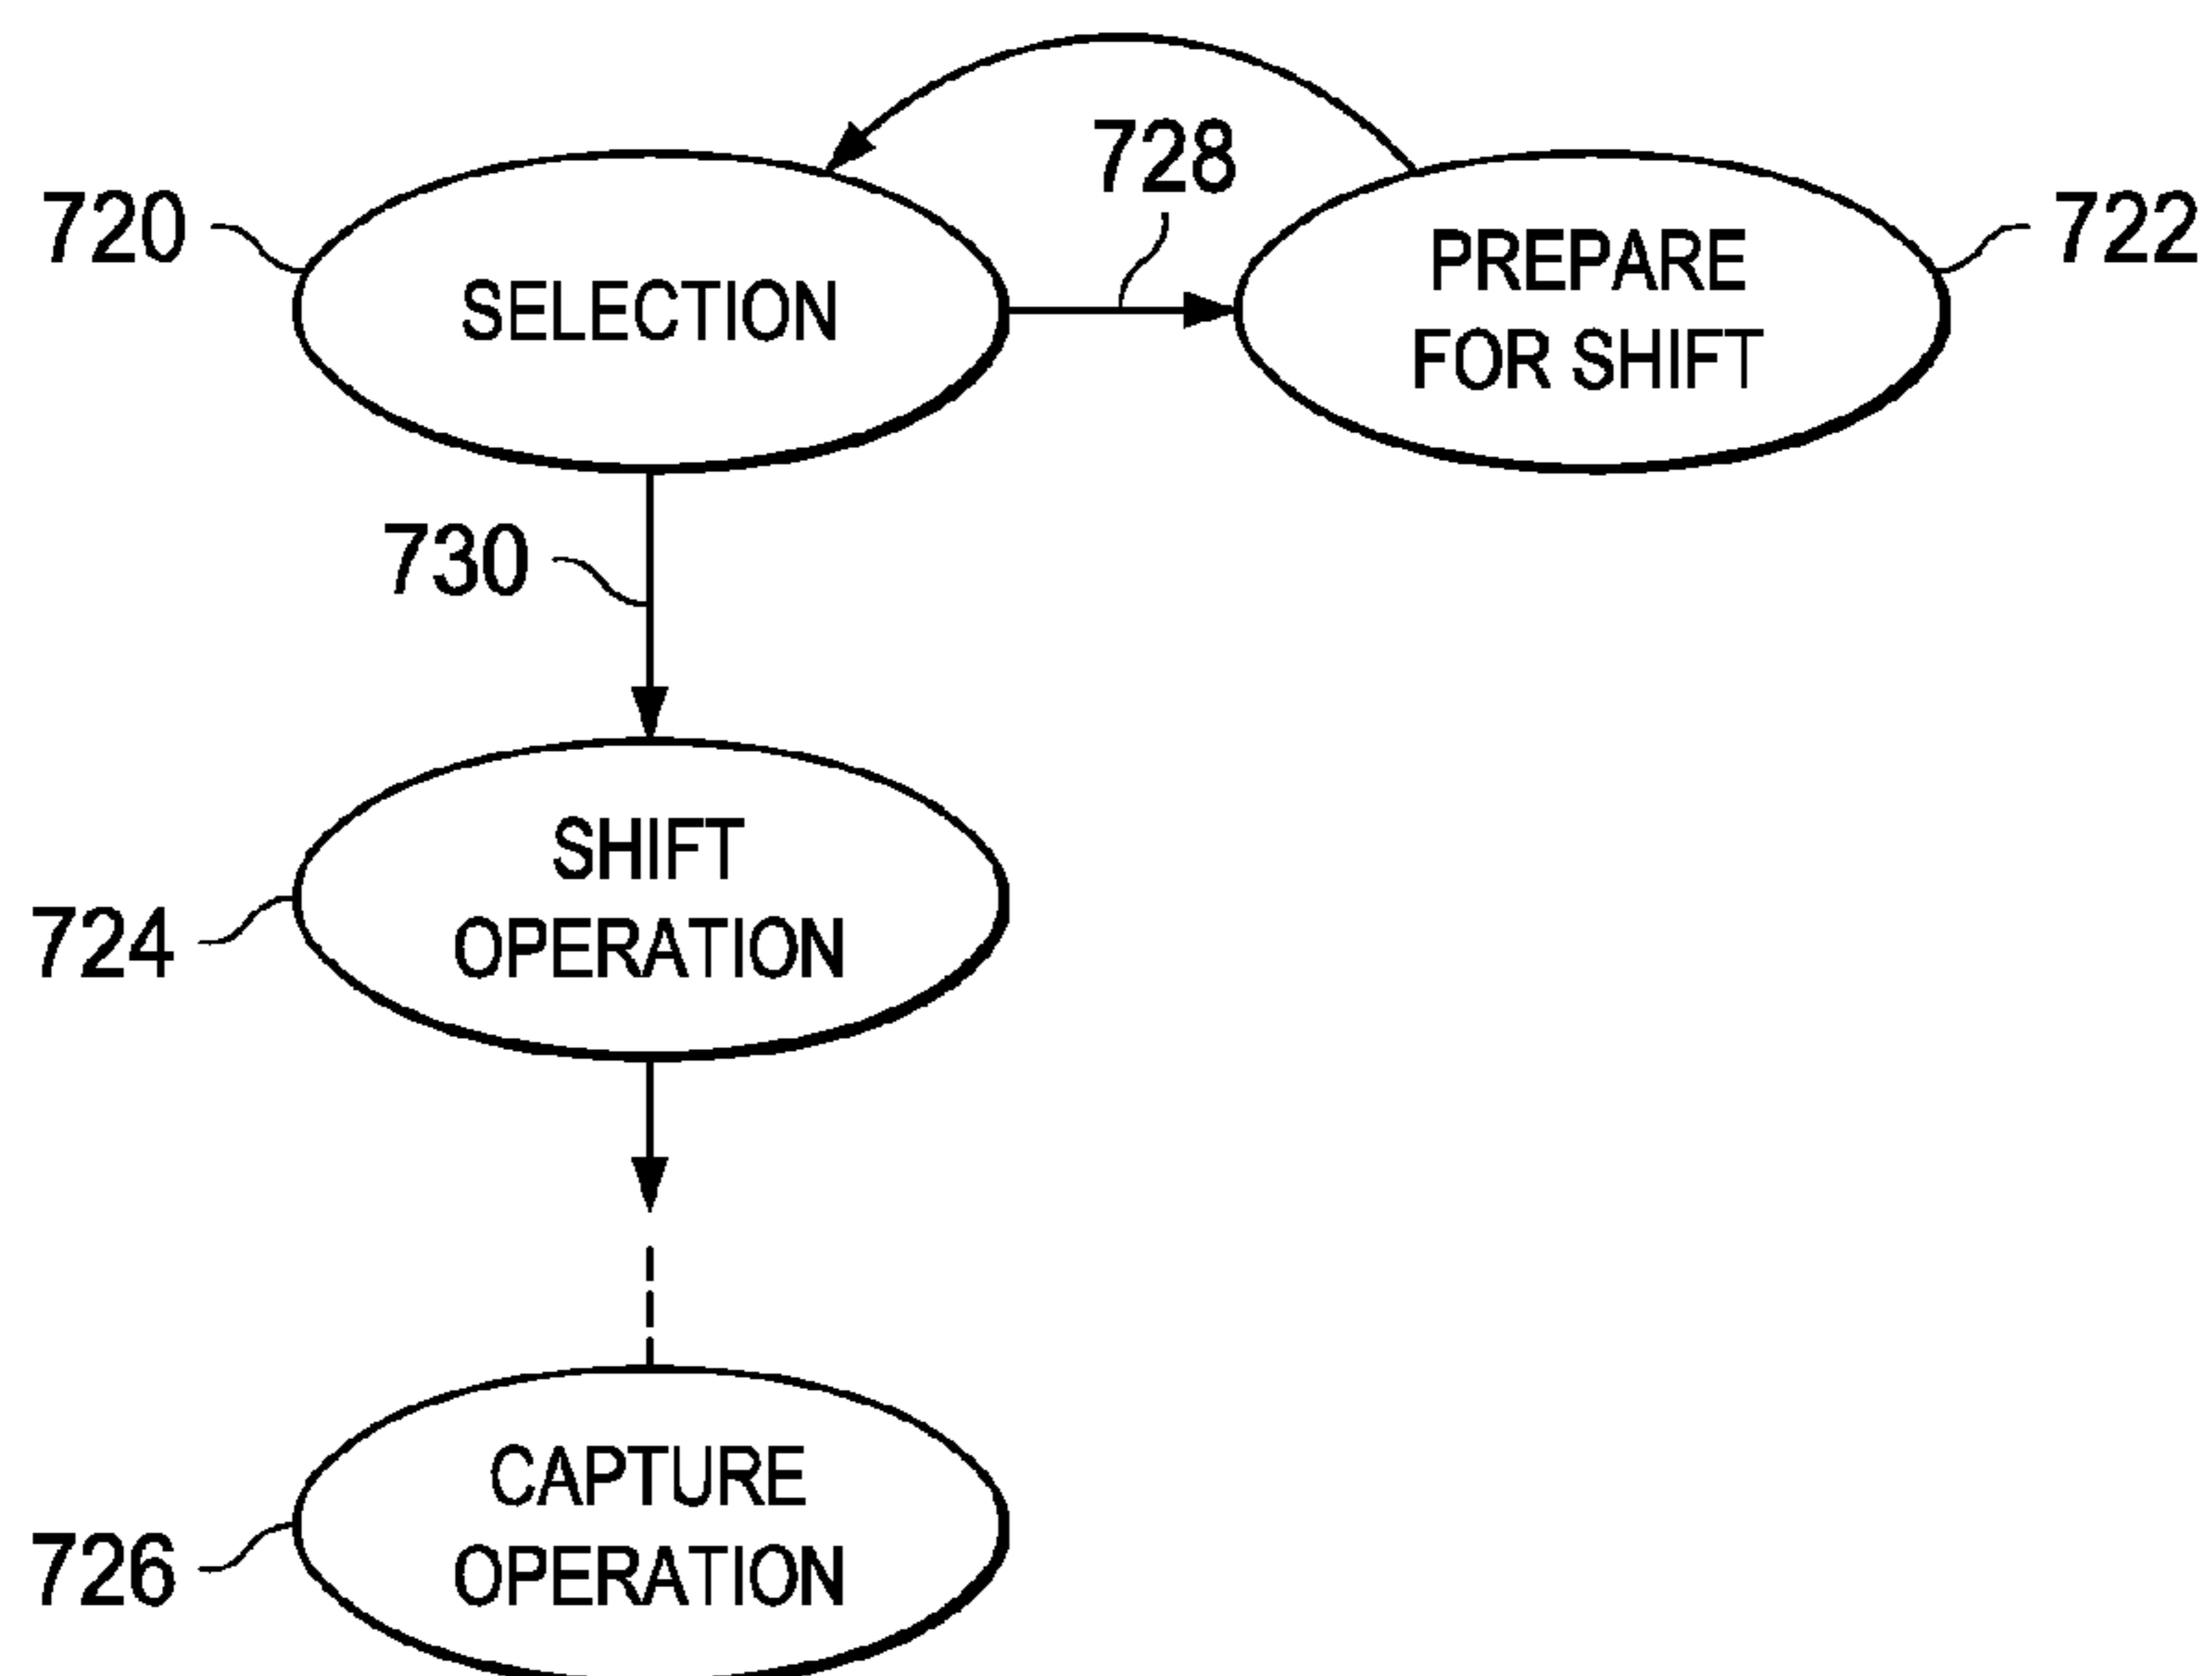 728
720
SELECTION
PREPARE
FOR SHIFT
722
730
SHIFT
OPERATION
724
CAPTURE
OPERATION
726